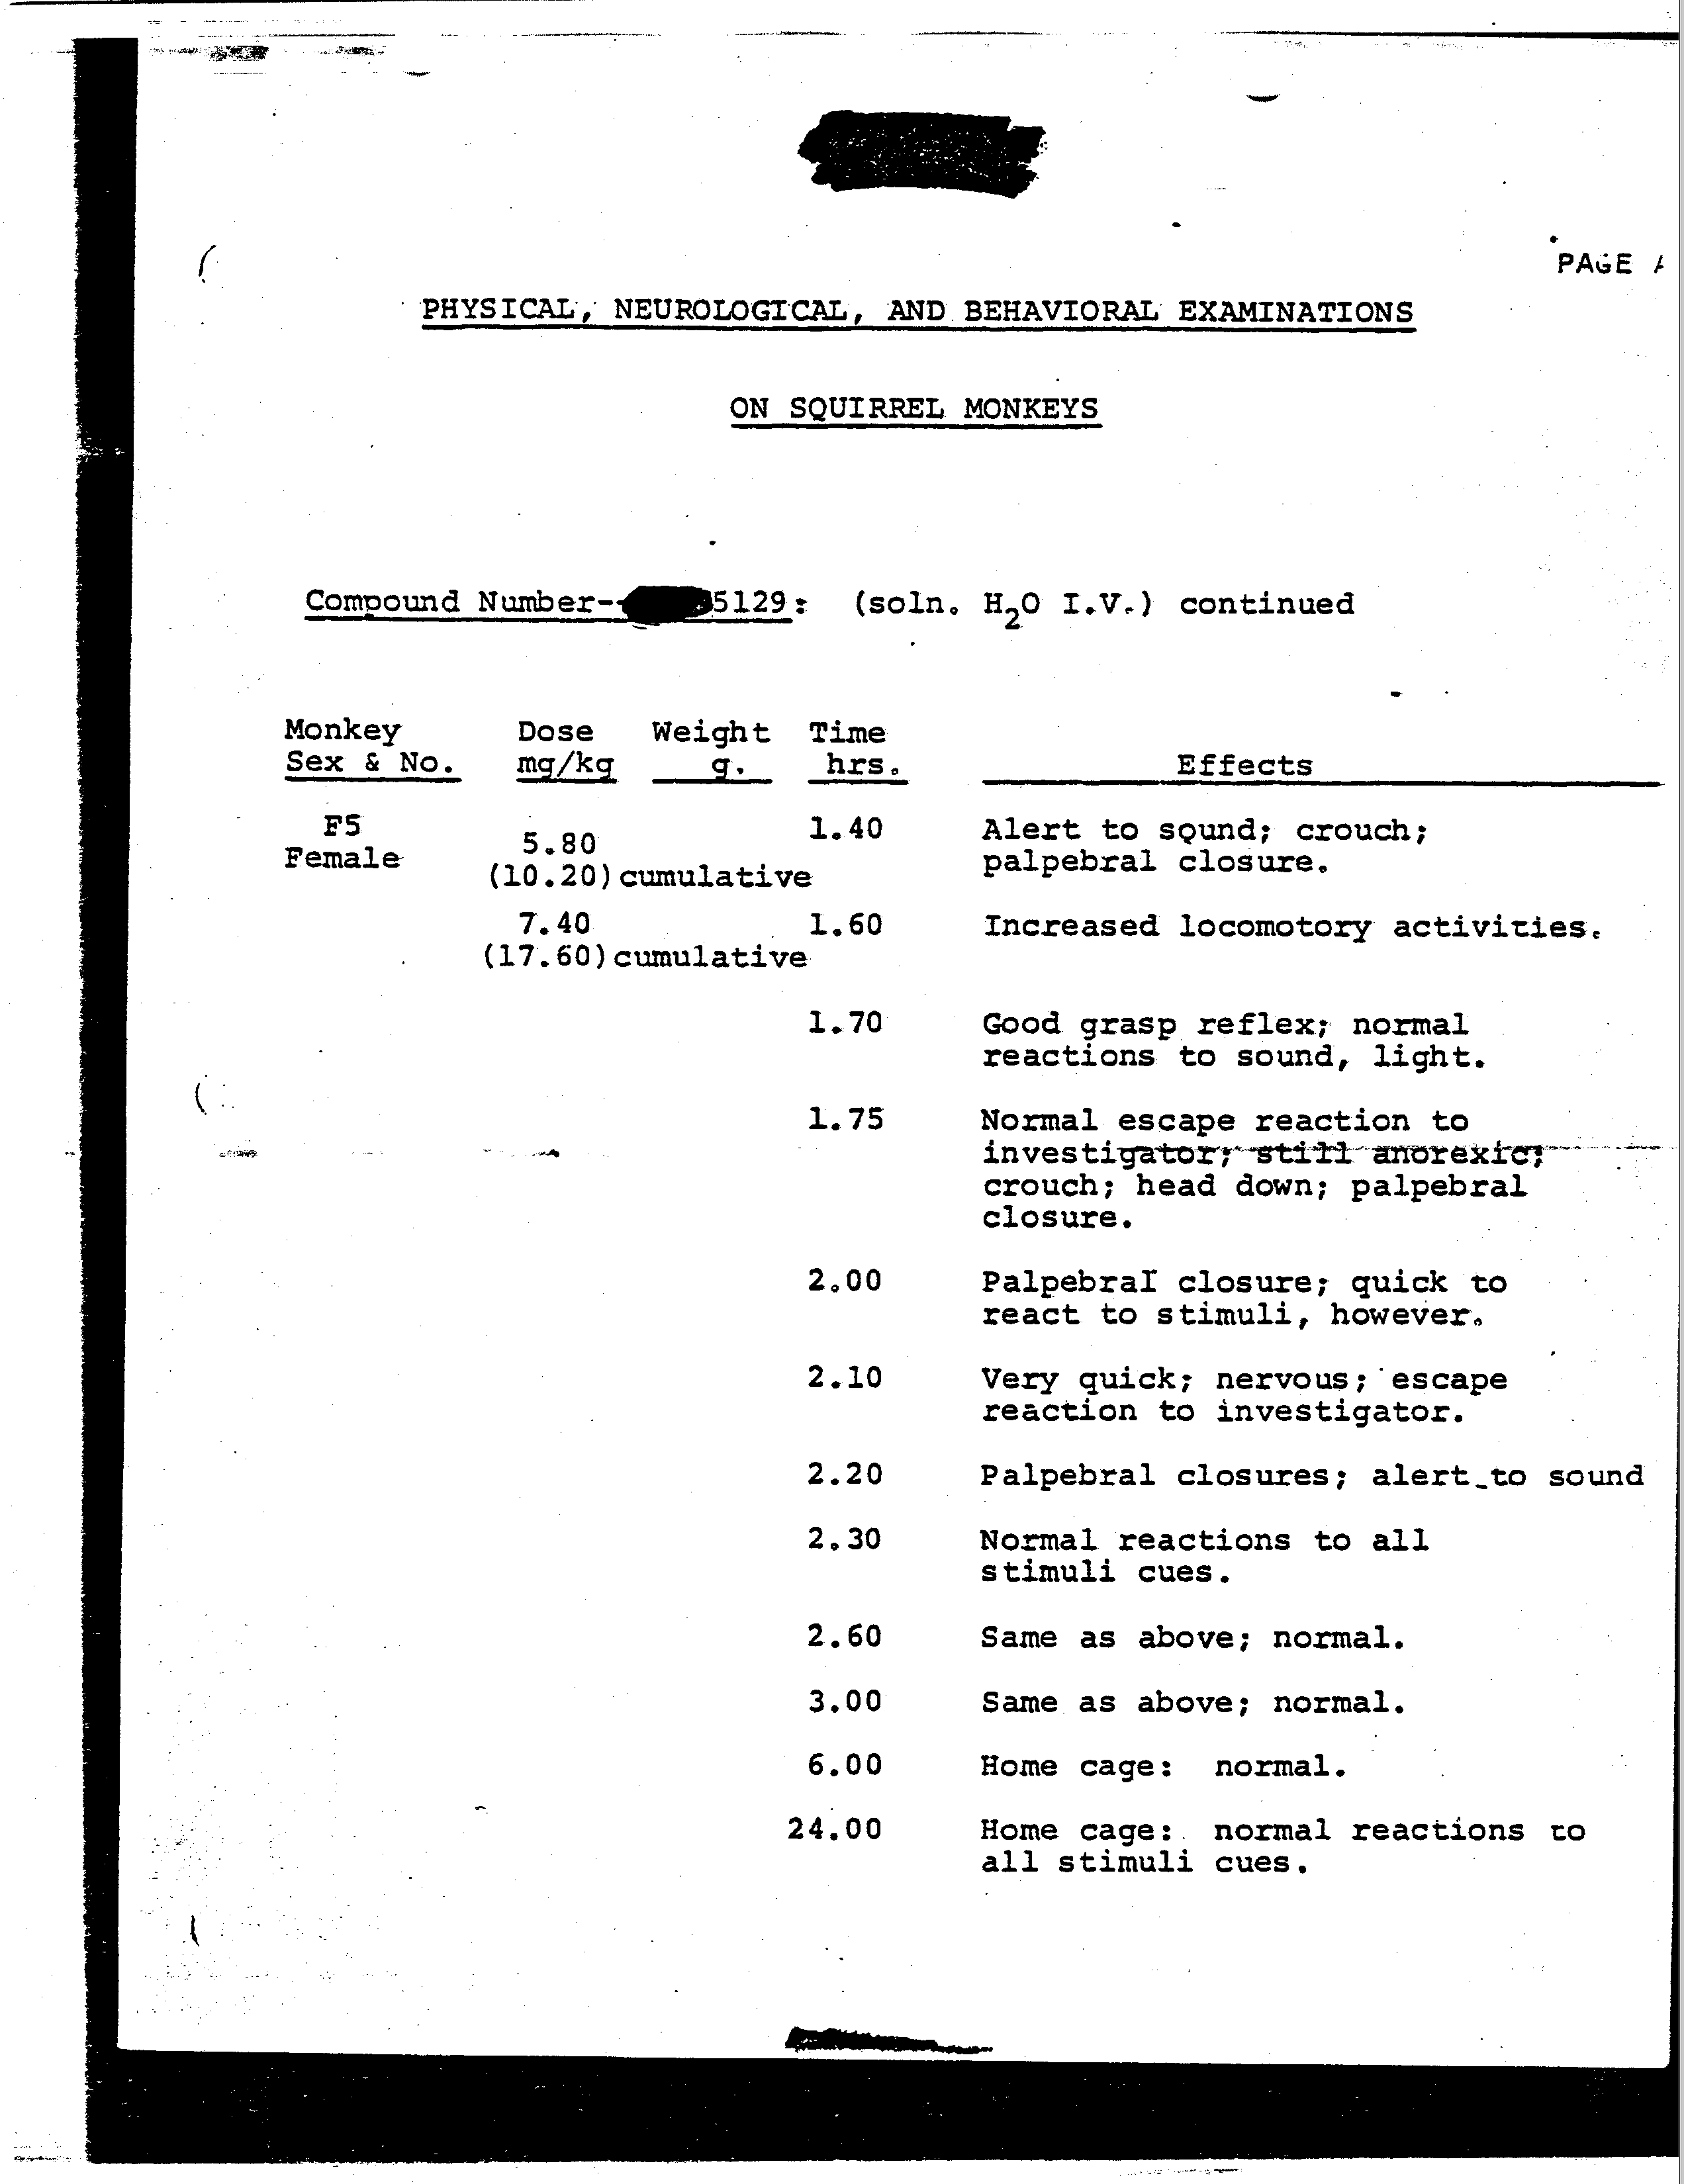 PAGE
PHYSICAL, NEUROLOGICAL, AND BEHAVIORAL EXAMINATIONS
ON SQUIRREL MONKEYS
Compound Number-- 5129: (soln. H₂O I.V.) continued
Monkey Dose Weight Time
Sex & No. mg/kg g. hrs. Effects
F5 5.80 1.40 Alert to sound; crouch;
Female (10.20) cumulative palpebral closure.
7.40 1.60 Increased locomotory activities.
(17.60) cumulative
1.70 Good grasp reflex; normal
reactions to sound, light.
1.75 Normal escape reaction to
investigator; still anorexic;
crouch; head down; palpebral
closure.
2.00 Palpebral closure; quick to
react to stimuli, however.
2.10 Very quick; nervous; escape
reaction to investigator.
2.20 Palpebral closures; alert to sound
2.30 Normal reactions to all
stimuli cues.
2.60 Same as above; normal.
3.00 Same as above; normal.
6.00 Home cage: normal.
24.00 Home cage: normal reactions to
all stimuli cues.